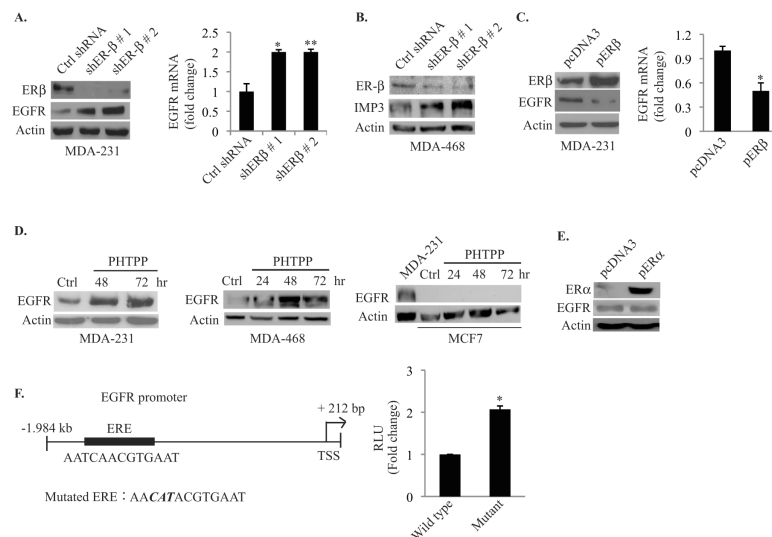 A.
Ctrl shRNA
shER-β # 1
shER-β # 2
ERβ
EGFR
Actin
MDA-231
EGFR mRNA
(fold change)
2.5
2
1.5
1
0.5
0
*
**
Ctrl shRNA
shERβ # 1
shERβ # 2
B.
Ctrl shRNA
shER-β # 1
shER-β # 2
ER-β
IMP3
Actin
MDA-468
C.
pcDNA3
pERβ
ERβ
EGFR
Actin
MDA-231
EGFR mRNA
(fold change)
1.2
0.9
0.6
0.3
0.0
*
pcDNA3
pERβ
D.
PHTPP
Ctrl 48 72 hr
EGFR
Actin
MDA-231
PHTPP
Ctrl 24 48 72 hr
EGFR
Actin
MDA-468
MDA-231
PHTPP
Ctrl 24 48 72 hr
EGFR
Actin
MCF7
E.
pcDNA3
pERα
ERα
EGFR
Actin
F.
EGFR promoter
-1.984 kb
ERE
+ 212 bp
AATCAACGTGAAT
TSS
Mutated ERE : AACATACGTGAAT
RLU
(Fold change)
3
2
1
0
*
Wild type
Mutant